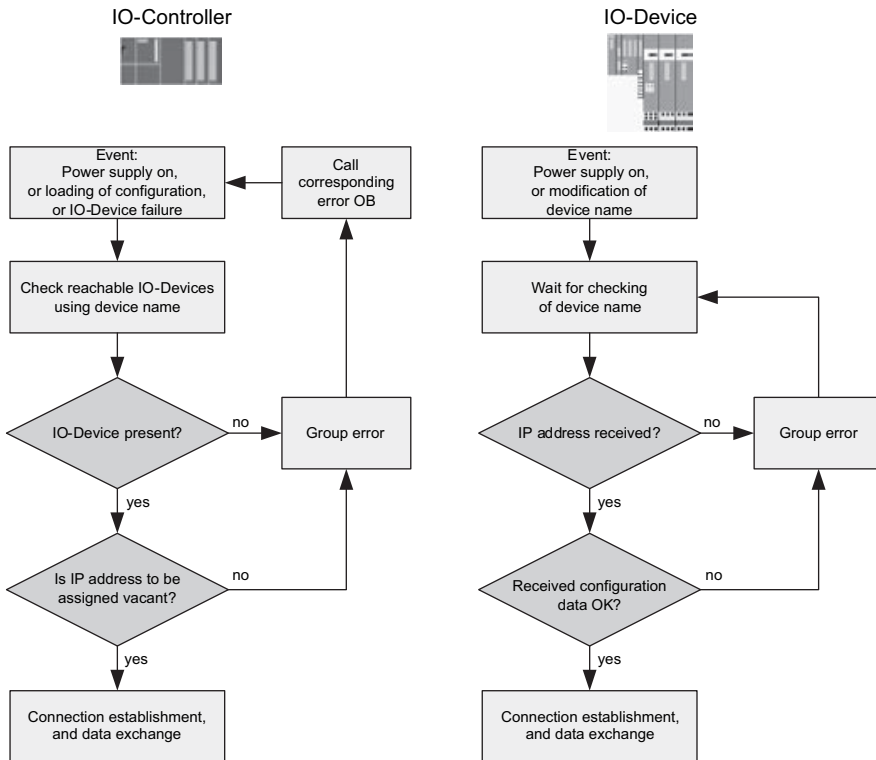 IO-Controller
IO-Device
Event:
Power supply on,
or loading of configuration,
or IO-Device failure
Call
corresponding
error OB
Event:
Power supply on,
or modification of
device name
Check reachable IO-Devices
using device name
Wait for checking
of device name
IO-Device present?
no
Group error
IP address received?
no
Group error
yes
yes
Is IP address to be
assigned vacant?
no
Received configuration
data OK?
no
yes
yes
Connection establishment,
and data exchange
Connection establishment,
and data exchange